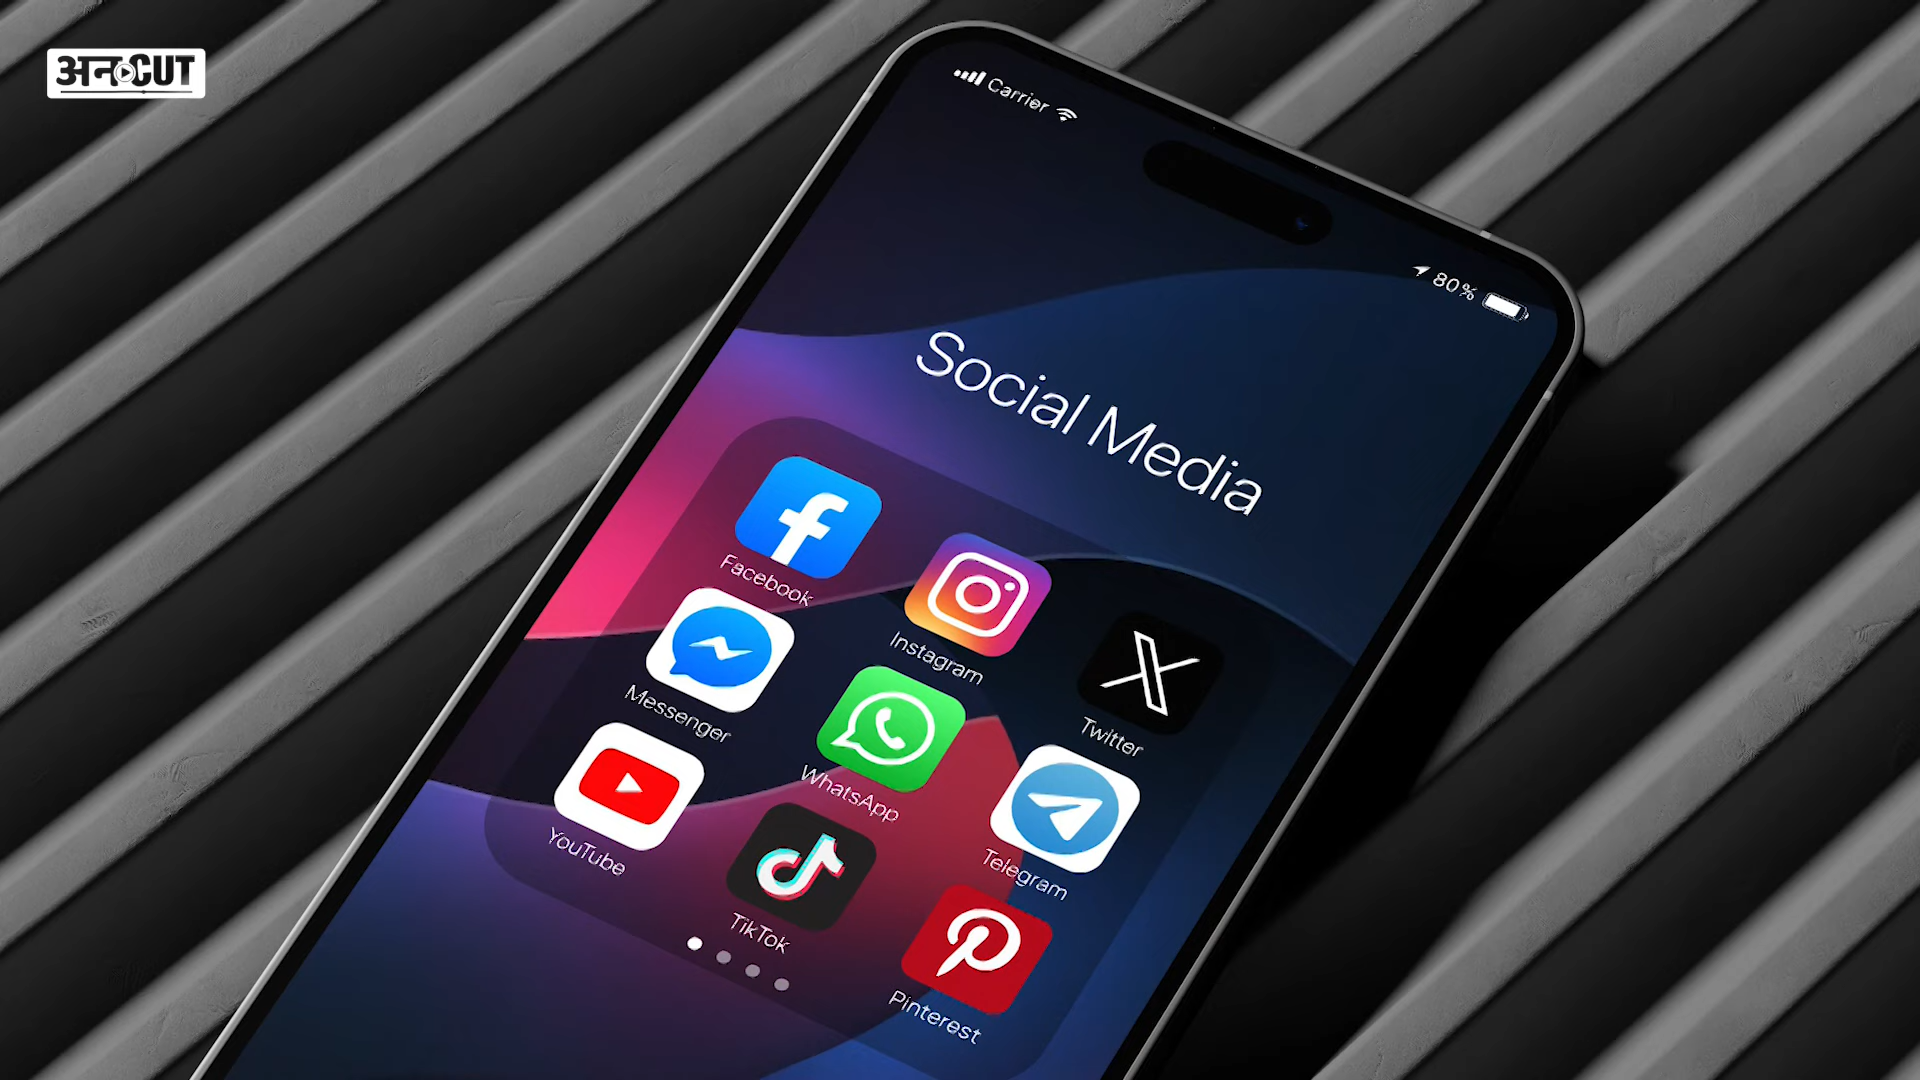 अनCUT
Carrier
80%
Social Media
Facebook
Instagram
Twitter
Messenger
WhatsApp
Telegram
YouTube
TikTok
Pinterest